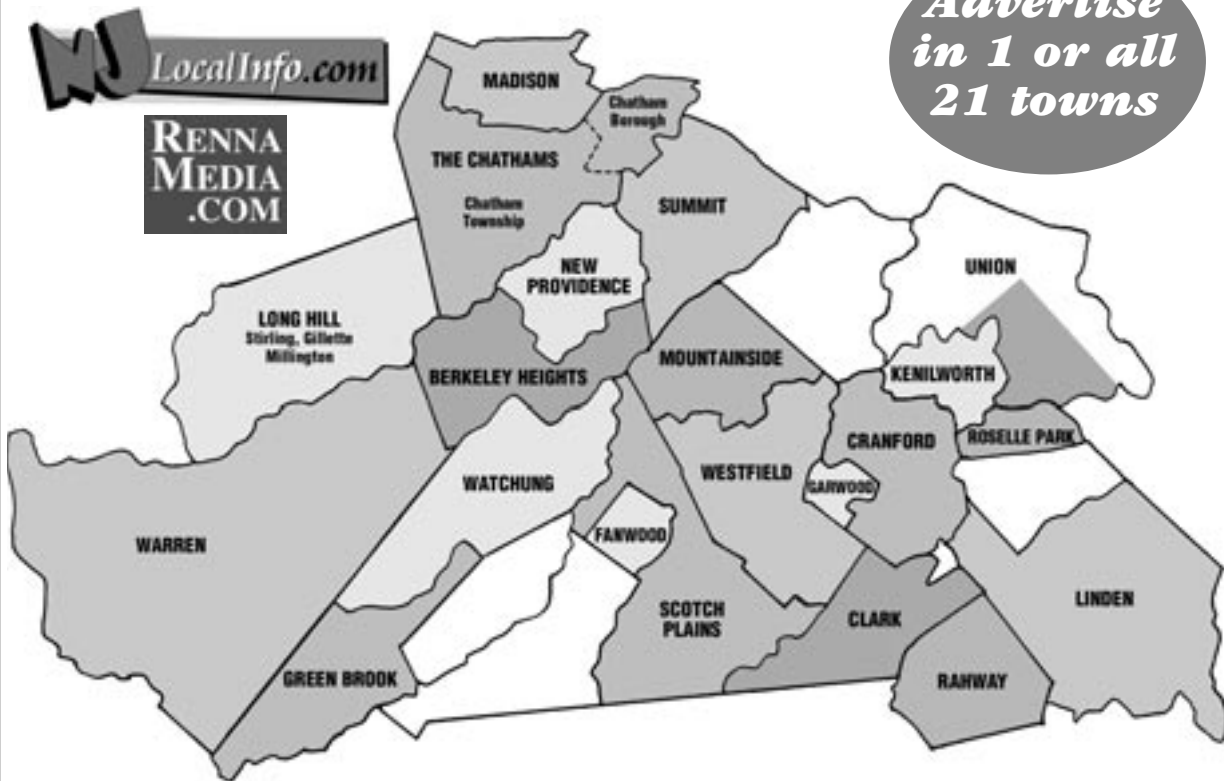 NJ LocalInfo.com
RENNA
MEDIA
.COM
Advertise
in 1 or all
21 towns
MADISON
Chatham
Borough
THE CHATHAMS
Chatham
Township
SUMMIT
NEW
PROVIDENCE
UNION
LONG HILL
Stirling, Gillette
Millington
BERKELEY HEIGHTS
MOUNTAINSIDE
KENILWORTH
CRANFORD
ROSELLE PARK
WATCHUNG
WESTFIELD
GARWOOD
WARREN
FANWOOD
SCOTCH
PLAINS
CLARK
LINDEN
GREEN BROOK
RAHWAY